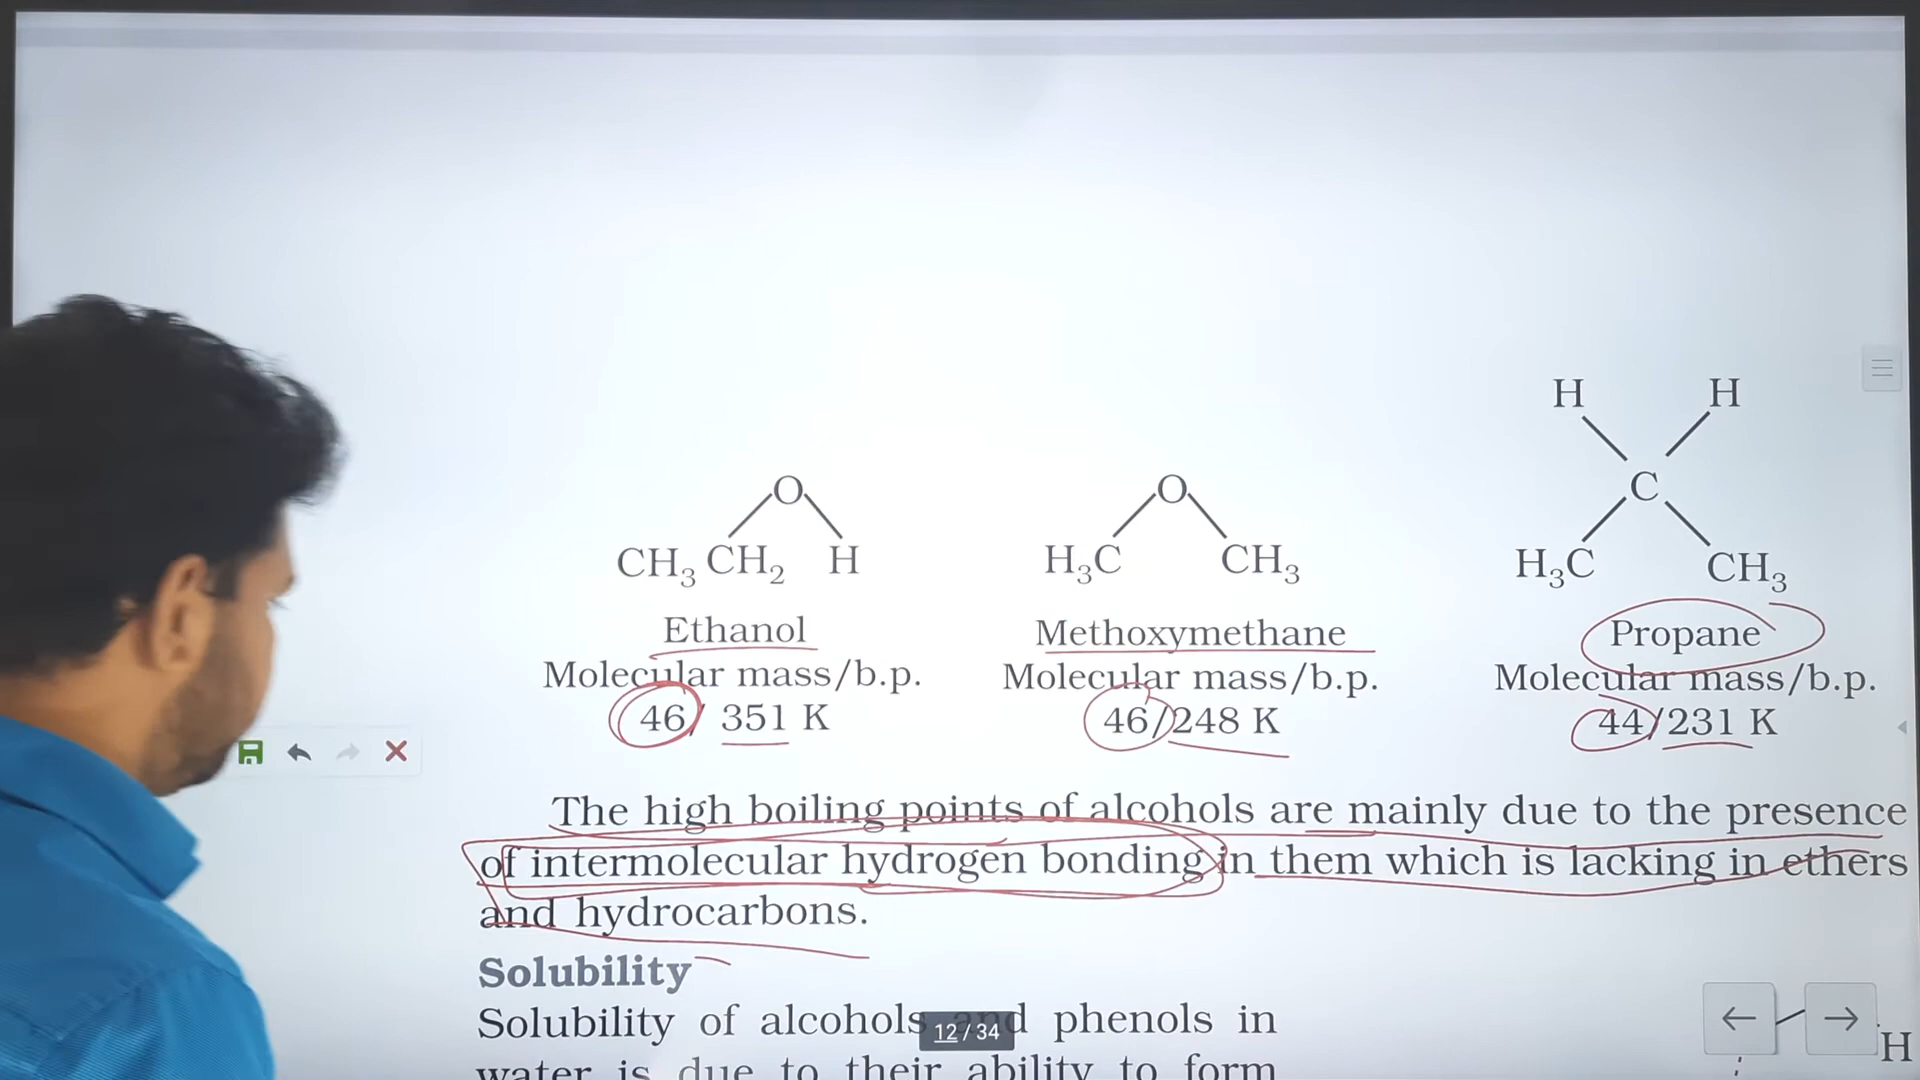 H H
O O C
CH₃ CH₂ H H₃C CH₃ H₃C CH₃
Ethanol Methoxymethane Propane
Molecular mass/b.p. Molecular mass/b.p. Molecular mass/b.p.
46/ 351 K 46/248 K 44/231 K
The high boiling points of alcohols are mainly due to the presence
of intermolecular hydrogen bonding in them which is lacking in ethers
and hydrocarbons.
Solubility
Solubility of alcohols and phenols in
12 / 34
H
water is due to their ability to form